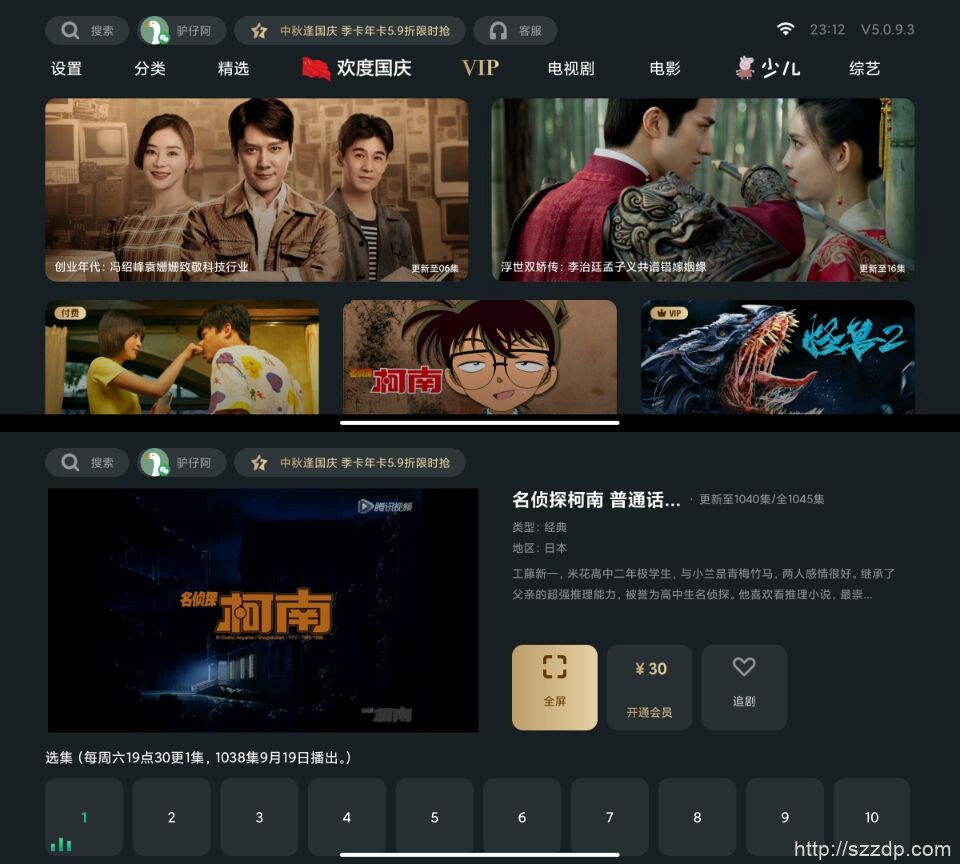 搜索
驴仔阿
中秋逢国庆 季卡年卡5.9折限时抢
客服
23:12
V5.0.9.3
设置
分类
精选
欢度国庆
VIP
电视剧
电影
少儿
综艺
创业年代：冯绍峰袁姗姗致敬科技行业
更新至06集
浮世双娇传：李治廷孟子义共谱错嫁姻缘
更新至16集
付费
名侦探柯南
VIP
怪兽2
搜索
驴仔阿
中秋逢国庆 季卡年卡5.9折限时抢
腾讯视频
名侦探柯南
© Gosho Aoyama / Shogakukan・YTV・TMS 1996
名侦探柯南 普通话...
· 更新至1040集/全1045集
类型：经典
地区：日本
工藤新一，米花高中二年极学生，与小兰是青梅竹马，两人感情很好。继承了
父亲的超强推理能力，被誉为高中生名侦探。他喜欢看推理小说，最崇...
全屏
¥ 30
开通会员
追剧
选集 (每周六19点30更1集，1038集9月19日播出。)
1
2
3
4
5
6
7
8
9
10
http://szzdp.com